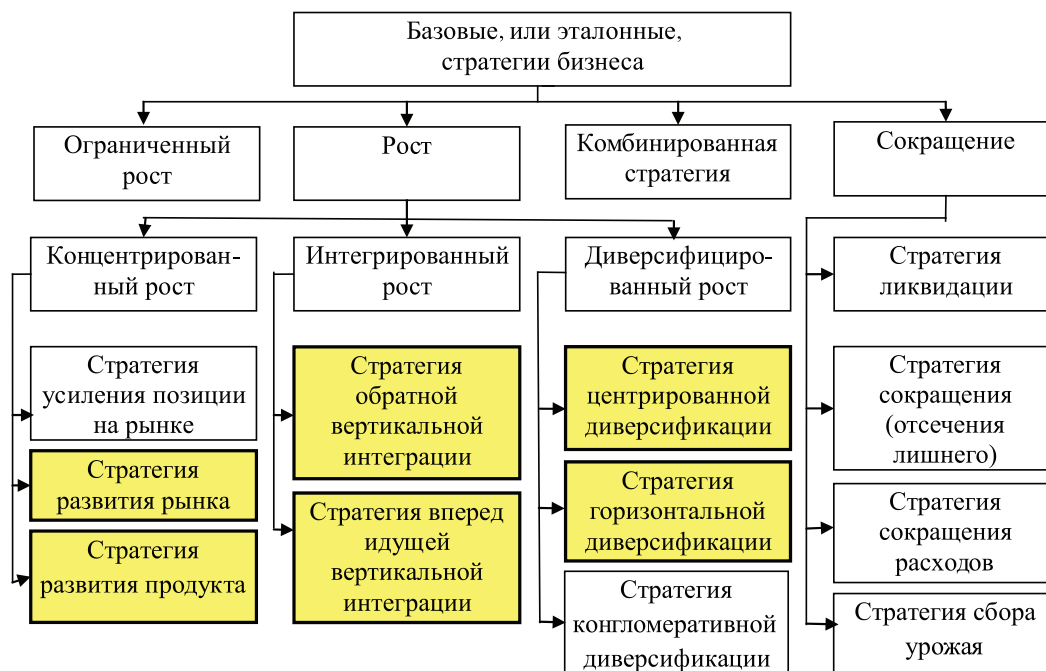 Базовые, или эталонные,
стратегии бизнеса
Ограниченный
рост
Рост
Комбинированная
стратегия
Сокращение
Концентрирован-
ный рост
Интегрированный
рост
Диверсифициро-
ванный рост
Стратегия
ликвидации
Стратегия
усиления позиции
на рынке
Стратегия
развития рынка
Стратегия
развития продукта
Стратегия
обратной
вертикальной
интеграции
Стратегия вперед
идущей
вертикальной
интеграции
Стратегия
центрированной
диверсификации
Стратегия
горизонтальной
диверсификации
Стратегия
конгломеративной
диверсификации
Стратегия
сокращения
(отсечения
лишнего)
Стратегия
сокращения
расходов
Стратегия сбора
урожая